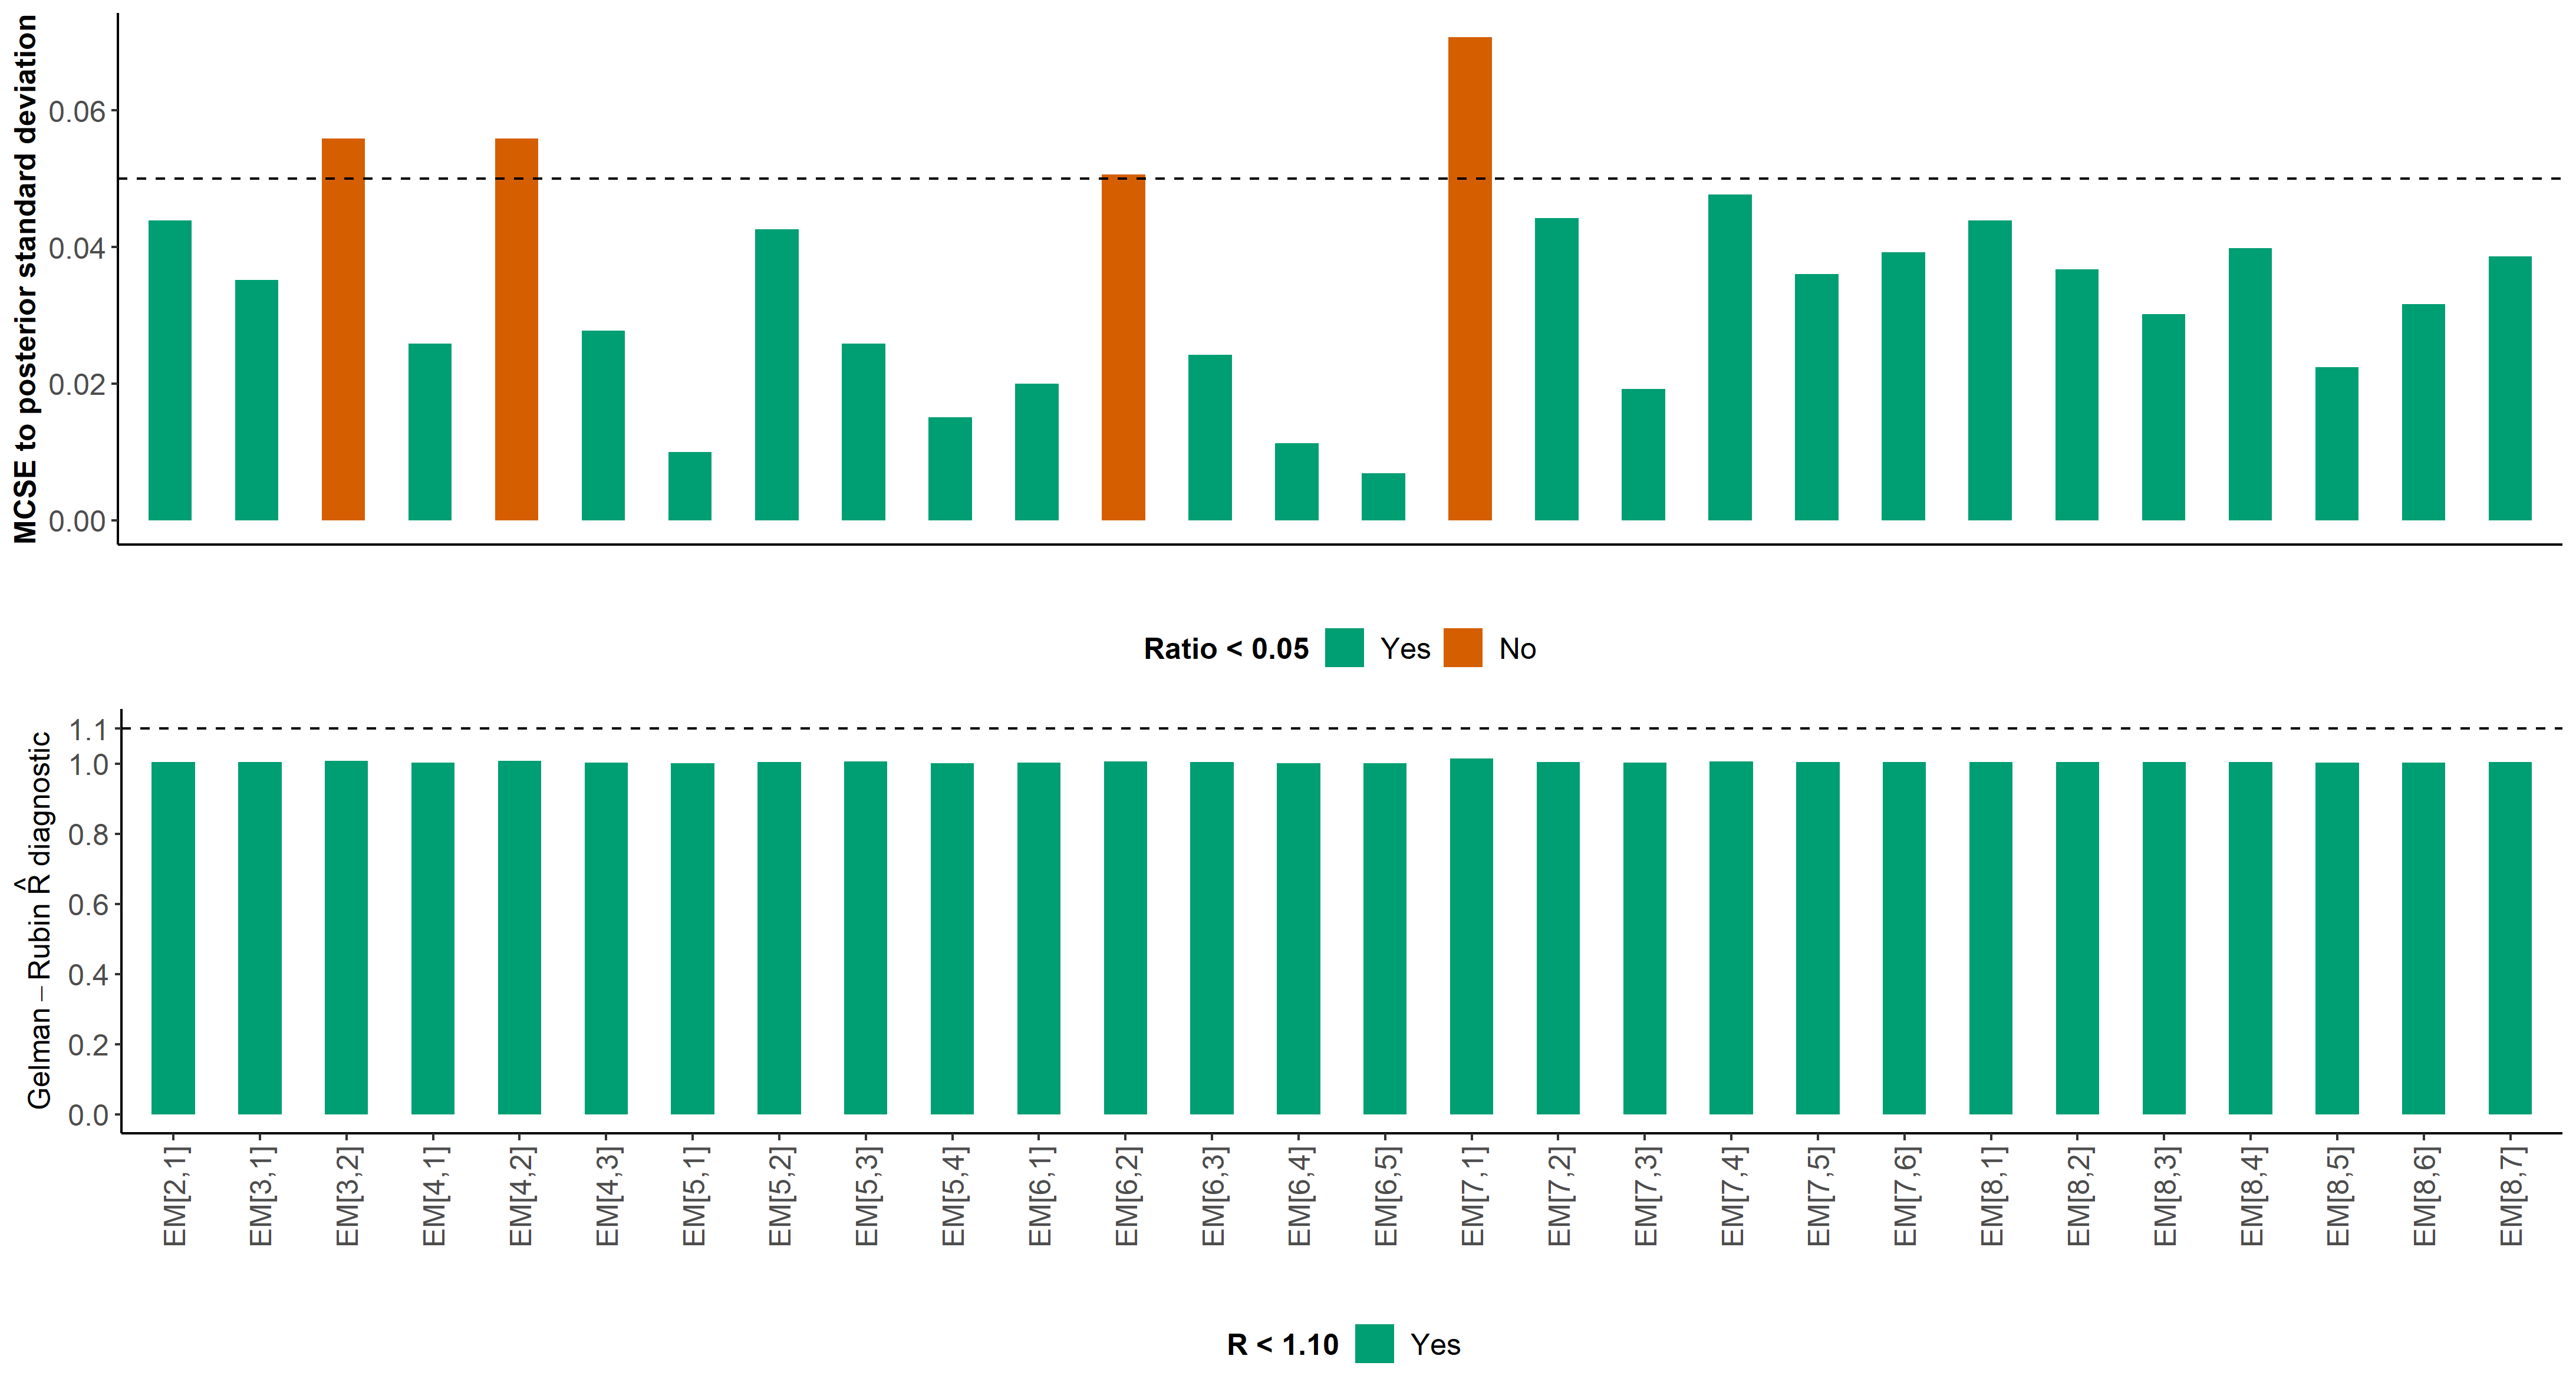 MCSE to posterior standard deviation
0.06
0.04
0.02
0.00
Ratio < 0.05 Yes No
Gelman – Rubin R̂ diagnostic
1.1
1.0
0.8
0.6
0.4
0.2
0.0
EM[2,1]
EM[3,1]
EM[3,2]
EM[4,1]
EM[4,2]
EM[4,3]
EM[5,1]
EM[5,2]
EM[5,3]
EM[5,4]
EM[6,1]
EM[6,2]
EM[6,3]
EM[6,4]
EM[6,5]
EM[7,1]
EM[7,2]
EM[7,3]
EM[7,4]
EM[7,5]
EM[7,6]
EM[8,1]
EM[8,2]
EM[8,3]
EM[8,4]
EM[8,5]
EM[8,6]
EM[8,7]
R < 1.10 Yes